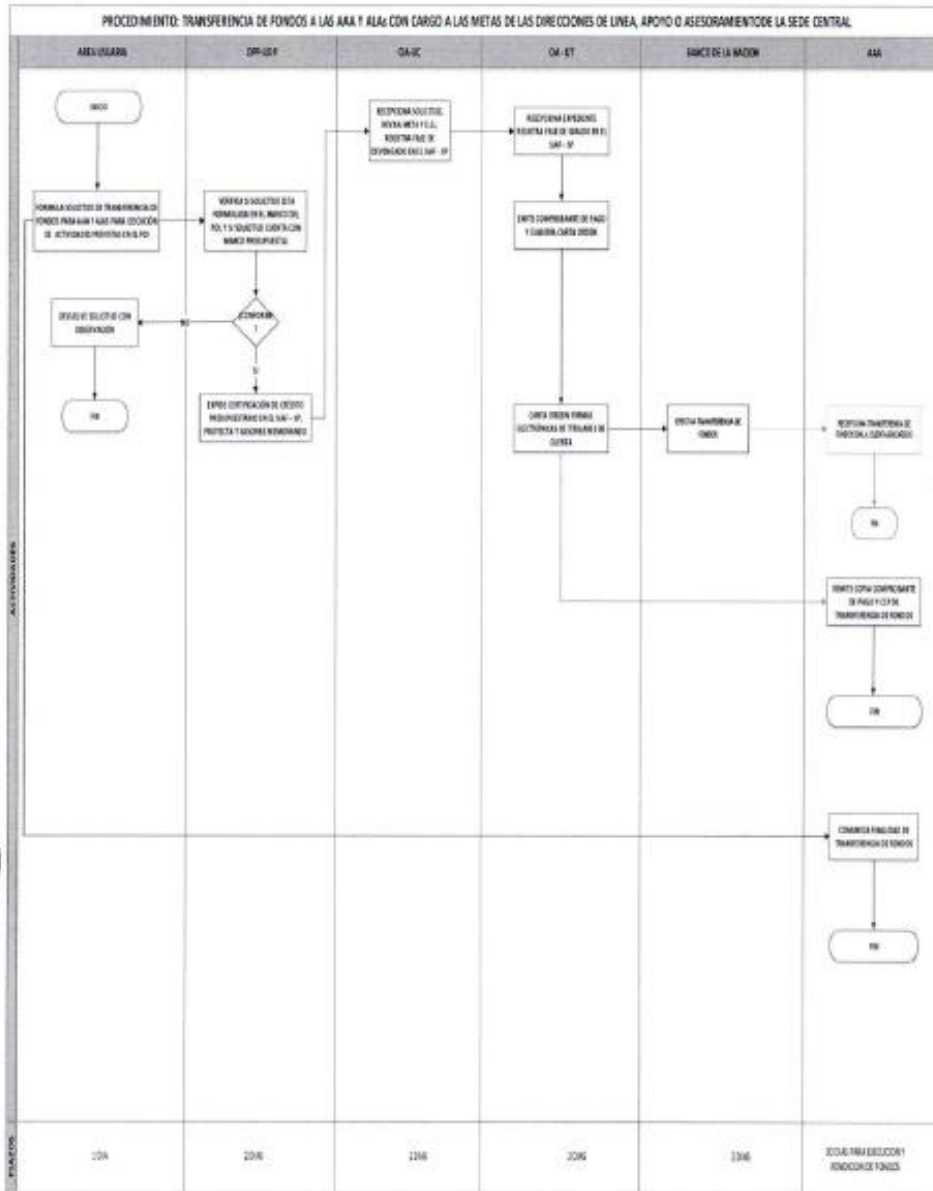 PROCEDIMIENTO: TRANSFERENCIA DE FONDOS A LAS AAA Y ALAs CON CARGO A LAS METAS DE LAS DIRECCIONES DE LINEA, APOYO O ASESORAMIENTODE LA SEDE CENTRAL
AREA USUARIA
OPP-UDP
OA-UC
OA - UT
BANCO DE LA NACION
AAA
INICIO
RECEPCIONA SOLICITUD,
REVISA META Y E.G.,
REGISTRA FASE DE
DEVENGADO EN EL SIAF - SP
RECEPCIONA EXPEDIENTE
REGISTRA FASE DE GIRADO EN EL
SIAF - SP
FORMULA SOLICITUD DE TRANSFERENCIA DE
FONDOS PARA AAA Y ALAS PARA EJECUCIÓN
DE ACTIVIDADES PREVISTAS EN EL POI
VERIFICA SI SOLICITUD ESTA
FORMULADA EN EL MARCO DEL
POI, Y SI SOLICITUD CUENTA CON
MARCO PRESUPUESTAL
EMITE COMPROBANTE DE PAGO
Y ELABORA CARTA ORDEN
DEVUELVE SOLICITUD CON
OBSERVACIÓN
NO
¿CONFORME
?
SI
FIN
EXPIDE CERTIFICACIÓN DE CRÉDITO
PRESUPUESTARIO EN EL SIAF - SP,
PROYECTA Y MEMORANDO
CARTA ORDEN FIRMAS
ELECTRÓNICAS DE TITULARES DE
CUENTA
EFECTUA TRANSFERENCIA DE
FONDOS
RECEPCIONA TRANSFERENCIA DE
FONDOS EN
FIN
ACTIVIDADES
REMITE COPIA COMPROBANTE
DE PAGO Y DE
TRANSFERENCIA DE FONDOS
FIN
COMUNICA FINALIDAD DE
TRANSFERENCIA DE FONDOS
FIN
PLAZOS
1 DIA
2 DIAS
2 DIAS
2 DIAS
2 DIAS
DIAS PARA EJECUCION Y
RENDICION DE FONDOS